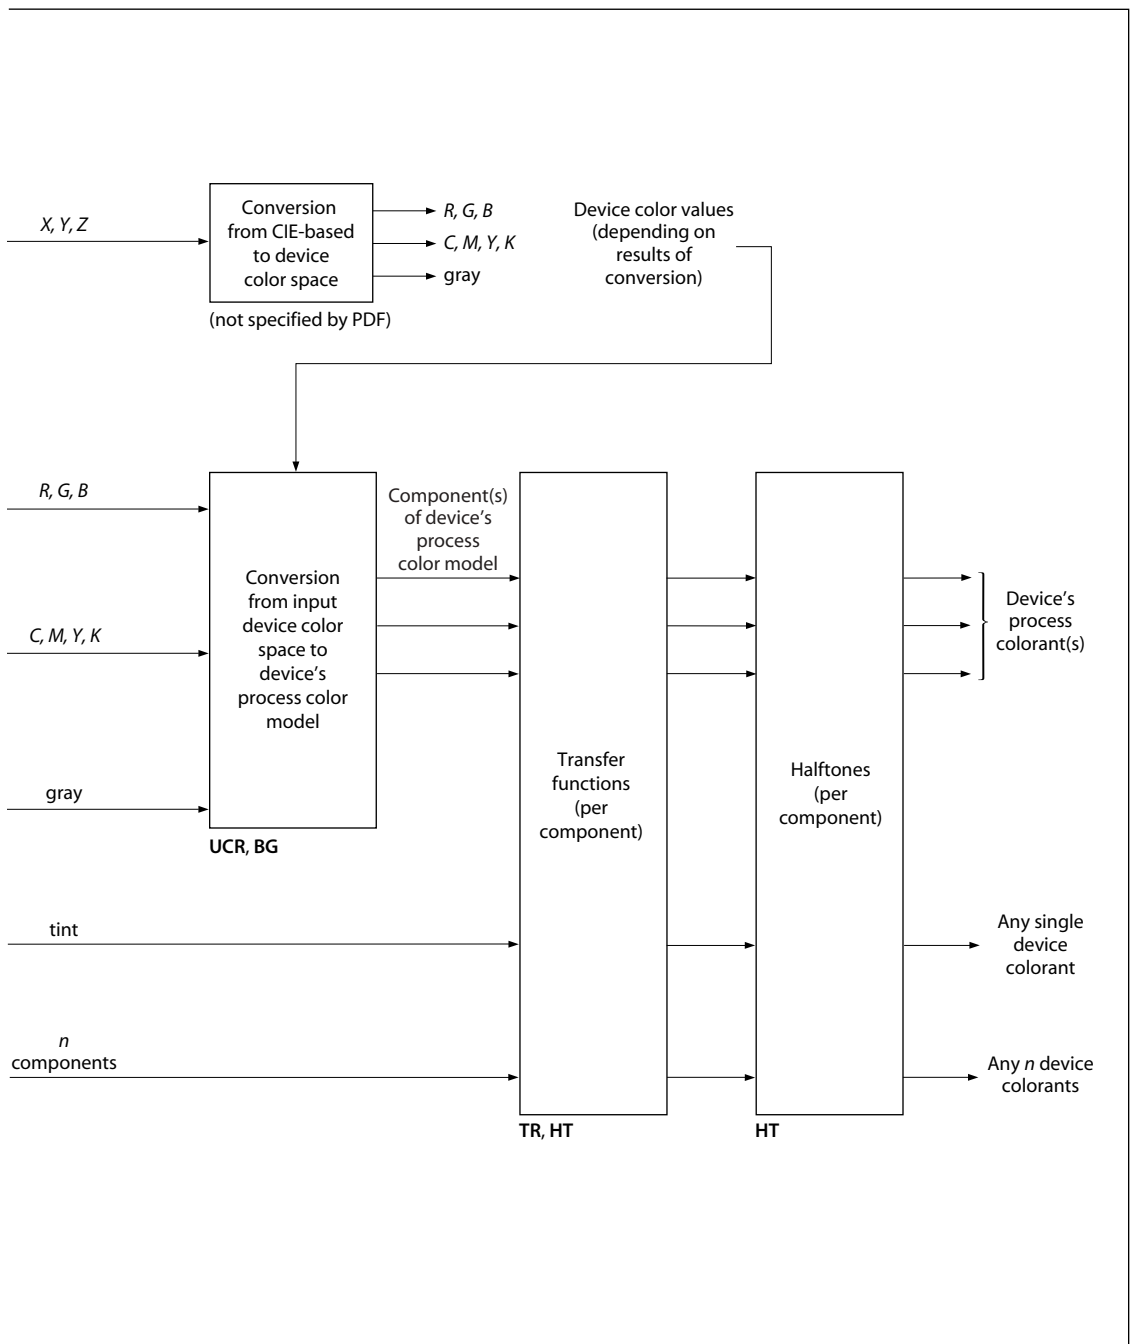 X, Y, Z
Conversion
from CIE-based
to device
color space
(not specified by PDF)
R, G, B
C, M, Y, K
gray
Device color values
(depending on
results of
conversion)
R, G, B
C, M, Y, K
gray
Conversion
from input
device color
space to
device’s
process color
model
UCR, BG
Component(s)
of device’s
process
color model
tint
n
components
Transfer
functions
(per
component)
TR, HT
Halftones
(per
component)
HT
Device’s
process
colorant(s)
Any single
device
colorant
Any n device
colorants